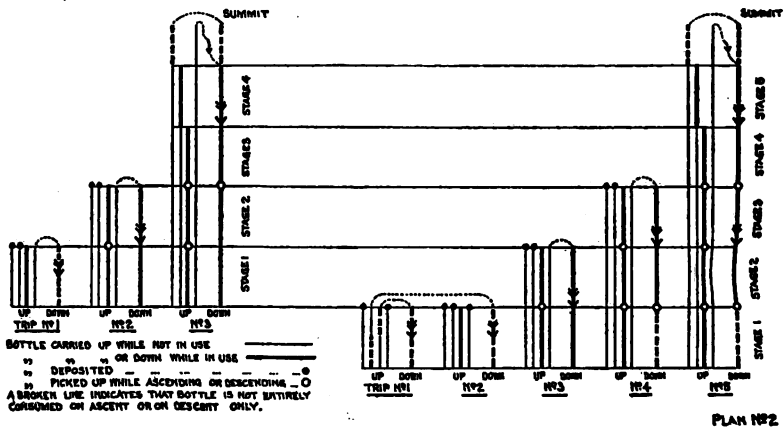 SUMMIT
SUMMIT
STAGE 4
STAGE 3
STAGE 2
STAGE 1
STAGE 5
STAGE 4
STAGE 3
STAGE 2
STAGE 1
UP DOWN
TRIP Nº1
UP DOWN
Nº2
UP DOWN
Nº3
UP DOWN
TRIP Nº1
UP DOWN
Nº2
UP DOWN
Nº3
UP DOWN
Nº4
UP DOWN
Nº5
BOTTLE CARRIED UP WHILE NOT IN USE
„ „ „ OR DOWN WHILE IN USE
„ DEPOSITED
„ PICKED UP WHILE ASCENDING OR DESCENDING
A BROKEN LINE INDICATES THAT BOTTLE IS NOT ENTIRELY
CONSUMED ON ASCENT OR ON DESCENT ONLY.
PLAN Nº2